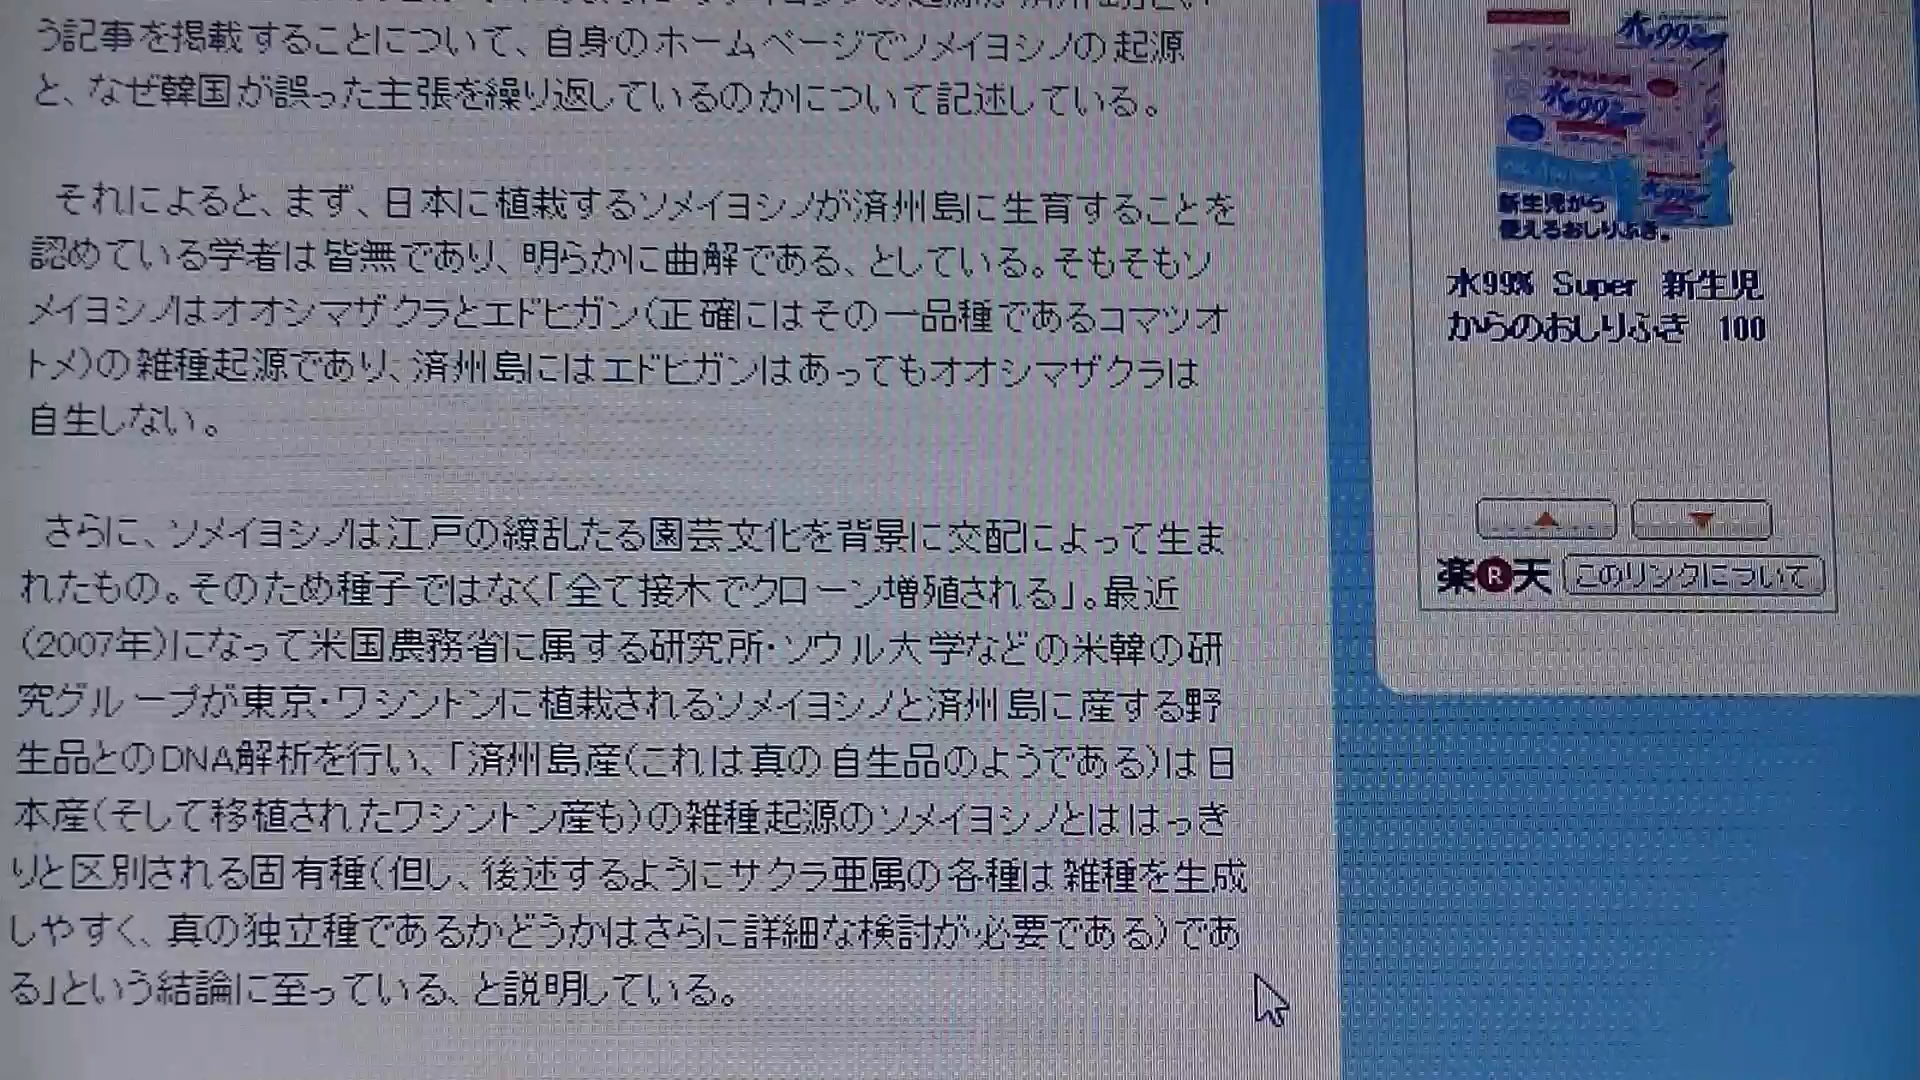 う記事を掲載することについて、自身のホームページでソメイヨシノの起源
と、なぜ韓国が誤った主張を繰り返しているのかについて記述している。
それによると、まず、日本に植栽するソメイヨシノが済州島に生育することを
認めている学者は皆無であり、明らかに曲解である、としている。そもそもソ
メイヨシノはオオシマザクラとエドヒガン(正確にはその一品種であるコマツオ
トメ)の雑種起源であり、済州島にはエドヒガンはあってもオオシマザクラは
自生しない。
さらに、ソメイヨシノは江戸の繚乱たる園芸文化を背景に交配によって生ま
れたもの。そのため種子ではなく「全て接木でクローン増殖される」。最近
(2007年)になって米国農務省に属する研究所・ソウル大学などの米韓の研
究グループが東京・ワシントンに植栽されるソメイヨシノと済州島に産する野
生品とのDNA解析を行い、「済州島産(これは真の自生品のようである)は日
本産(そして移植されたワシントン産も)の雑種起源のソメイヨシノとははっき
りと区別される固有種(但し、後述するようにサクラ亜属の各種は雑種を生成
しやすく、真の独立種であるかどうかはさらに詳細な検討が必要である)であ
る」という結論に至っている、と説明している。
水99%
水99%
新生児から
使えるおしりふき。
水99% Super 新生児
からのおしりふき 100
楽R天 このリンクについて